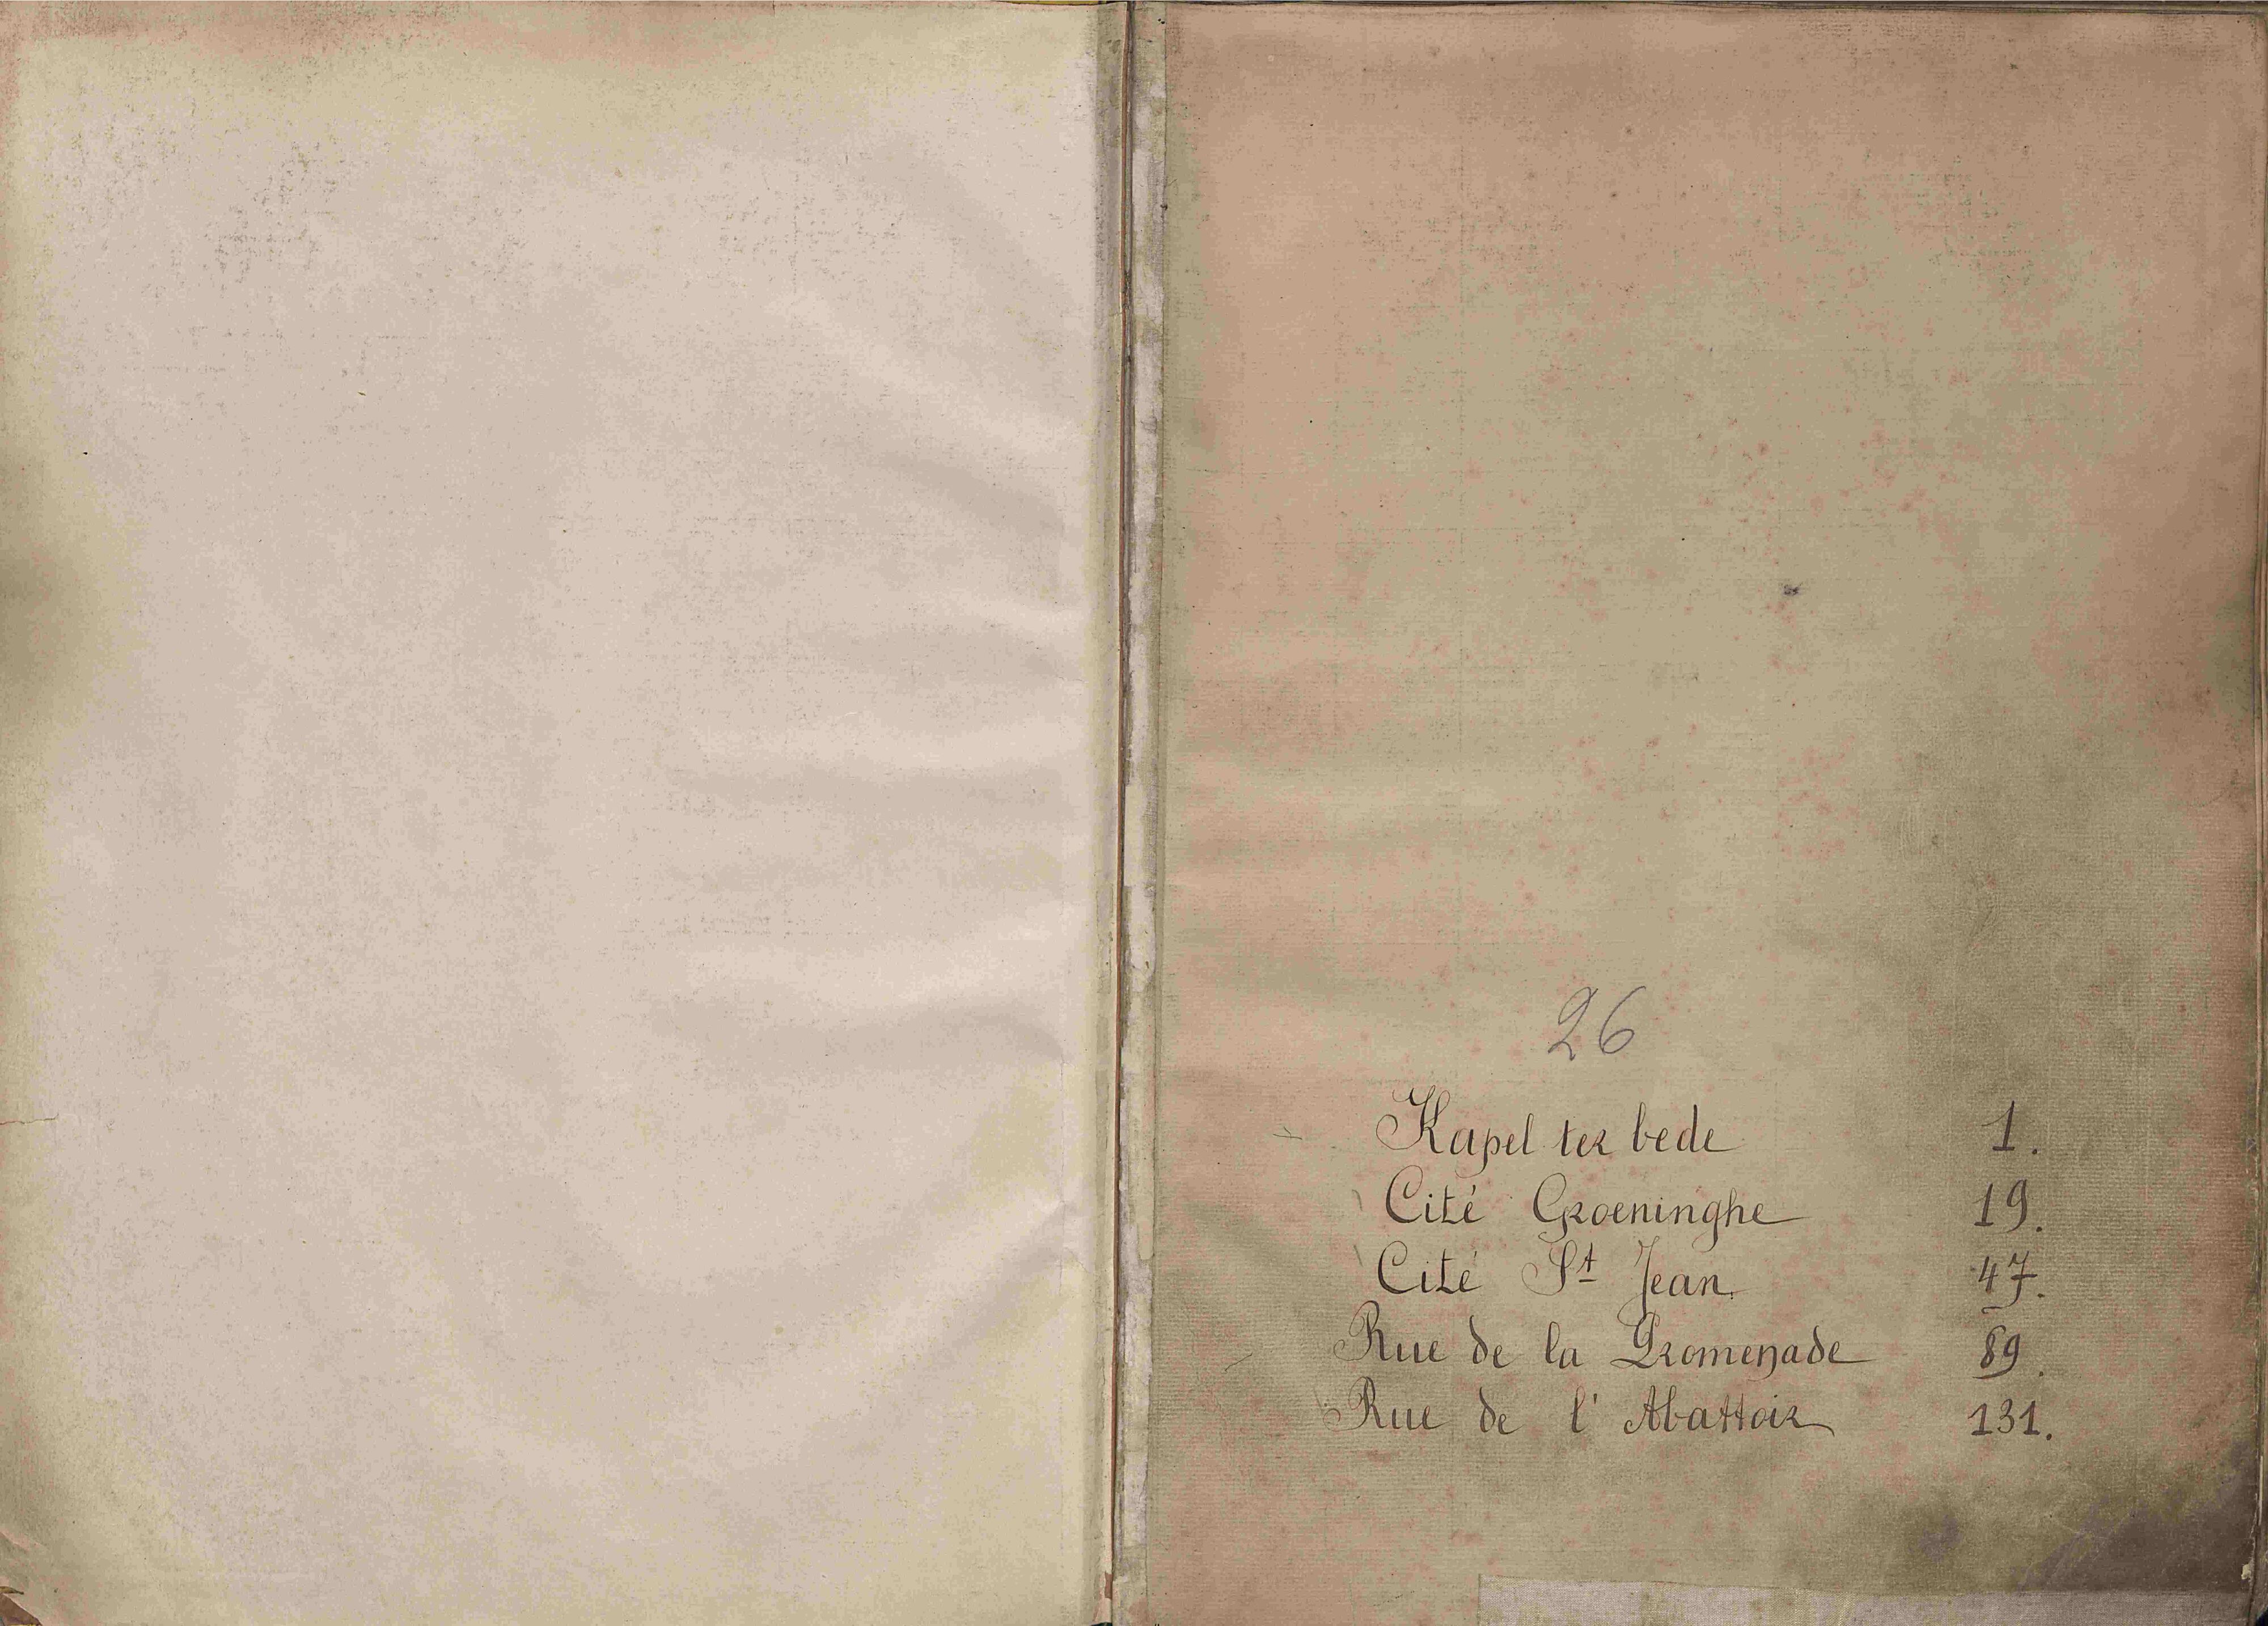 26
Kapel ter bede 1.
Cité Groeninghe 19.
Cité St Jean. 47.
Rue de la Promenade 89.
Rue de l'Abattoir 131.